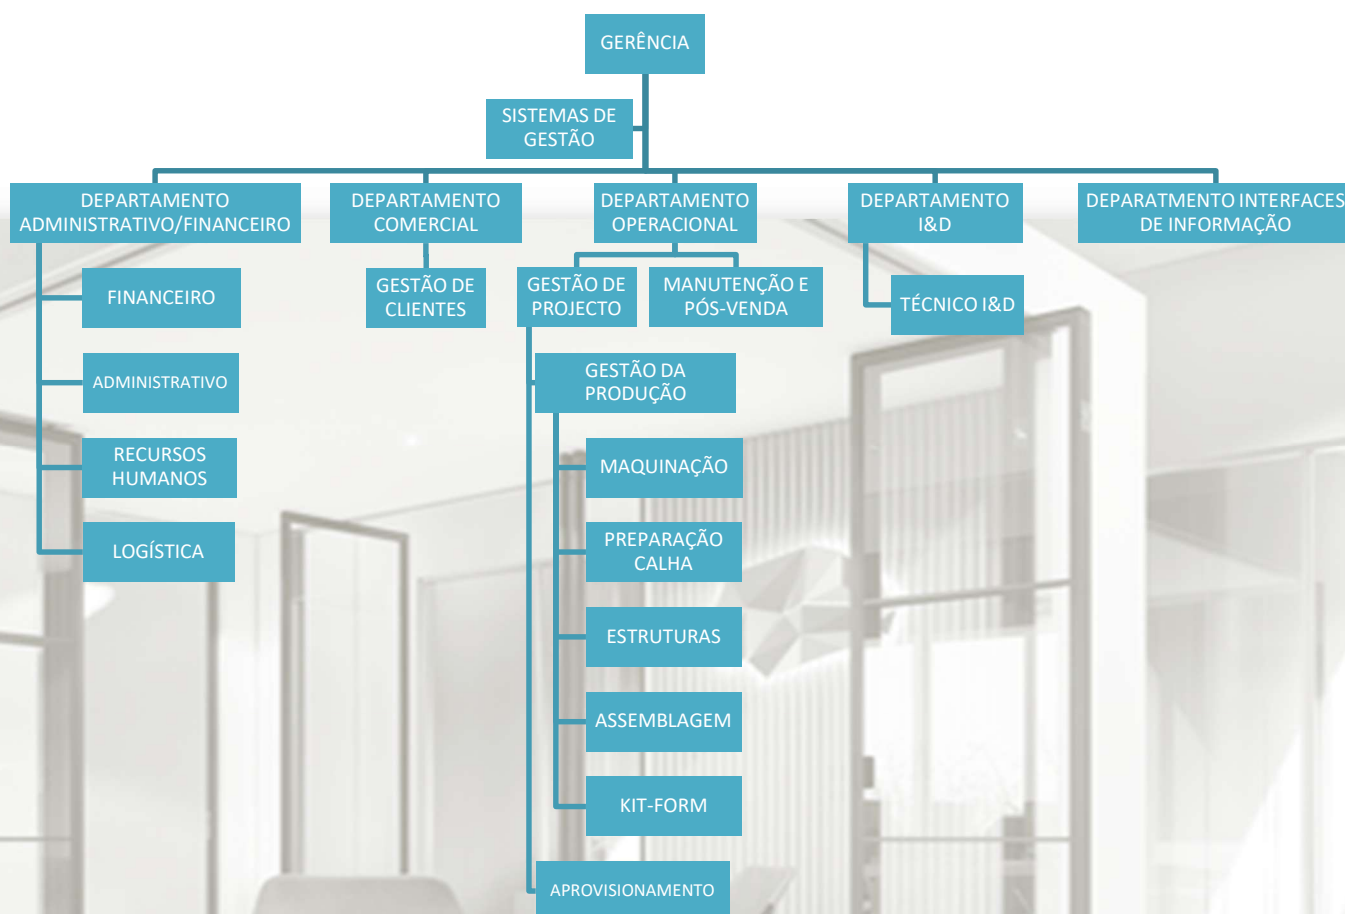 GERÊNCIA
SISTEMAS DE
GESTÃO
DEPARTAMENTO
ADMINISTRATIVO/FINANCEIRO
DEPARTAMENTO
COMERCIAL
DEPARTAMENTO
OPERACIONAL
DEPARTAMENTO
I&D
DEPARATMENTO INTERFACES
DE INFORMAÇÃO
FINANCEIRO
ADMINISTRATIVO
RECURSOS
HUMANOS
LOGÍSTICA
GESTÃO DE
CLIENTES
GESTÃO DE
PROJECTO
MANUTENÇÃO E
PÓS-VENDA
TÉCNICO I&D
GESTÃO DA
PRODUÇÃO
MAQUINAÇÃO
PREPARAÇÃO
CALHA
ESTRUTURAS
ASSEMBLAGEM
KIT-FORM
APROVISIONAMENTO